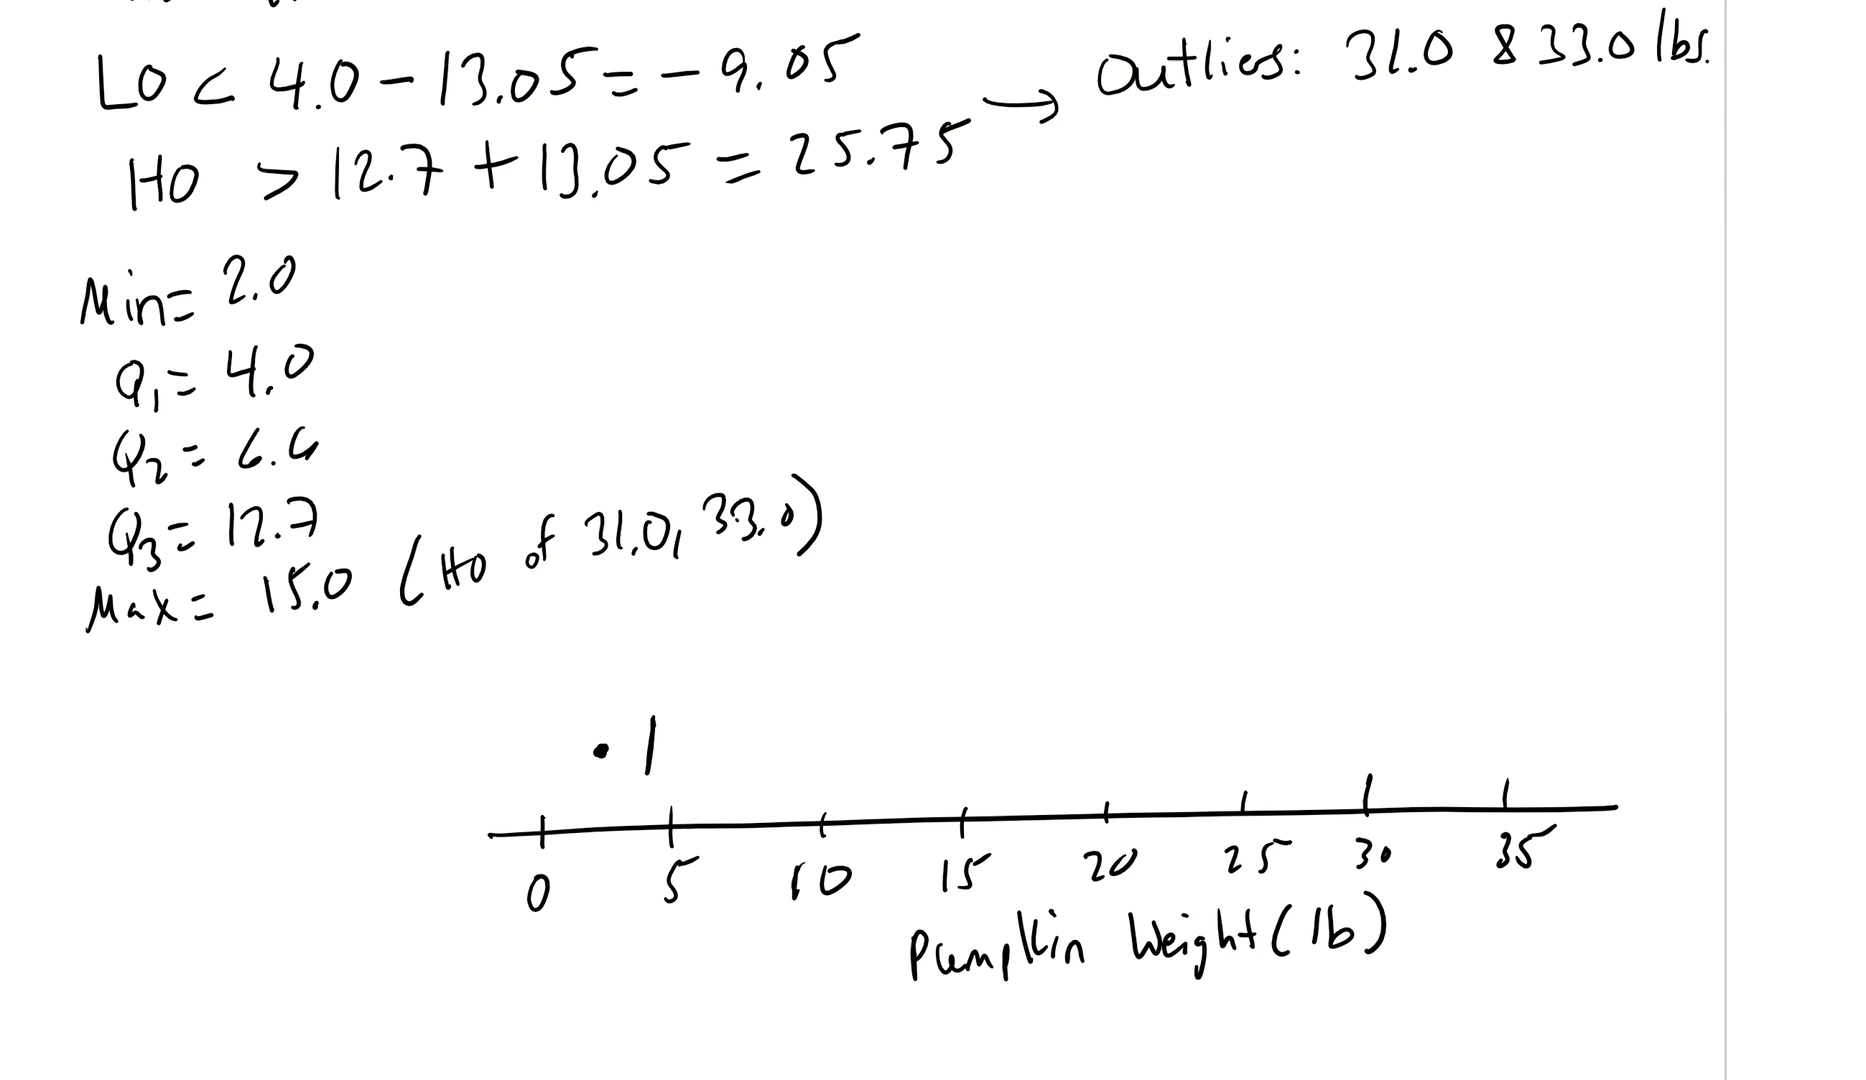 LO < 4.0 - 13.05 = -9.05
HO > 12.7 + 13.05 = 25.75
→ Outliers: 31.0 & 33.0 lbs.
Min = 2.0
Q1 = 4.0
Q2 = 6.6
Q3 = 12.7
Max = 15.0 (HO of 31.0, 33.0)
0 5 10 15 20 25 30 35
Pumpkin Weight (lb)